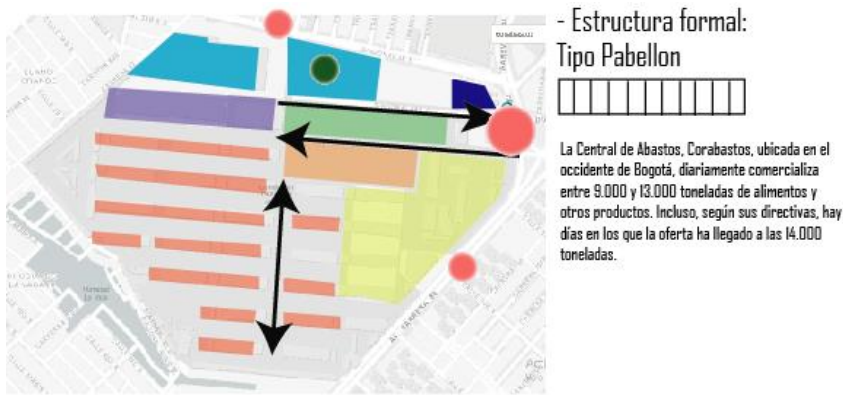 - Estructura formal:
Tipo Pabellon
La Central de Abastos, Corabastos, ubicada en el
occidente de Bogotá, diariamente comercializa
entre 9.000 y 13.000 toneladas de alimentos y
otros productos. Incluso, según sus directivas, hay
días en los que la oferta ha llegado a las 14.000
toneladas.